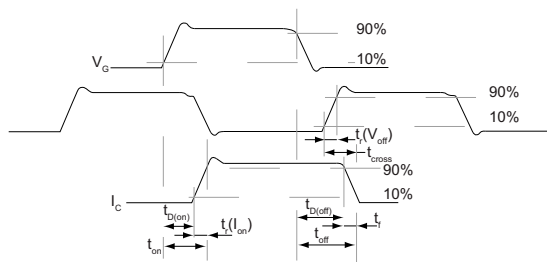 90%
V_G
10%
90%
10%
t_r(V_off)
t_cross
90%
I_C
10%
t_D(on)
t_D(off)
t_r(I_on)
t_f
t_on
t_off